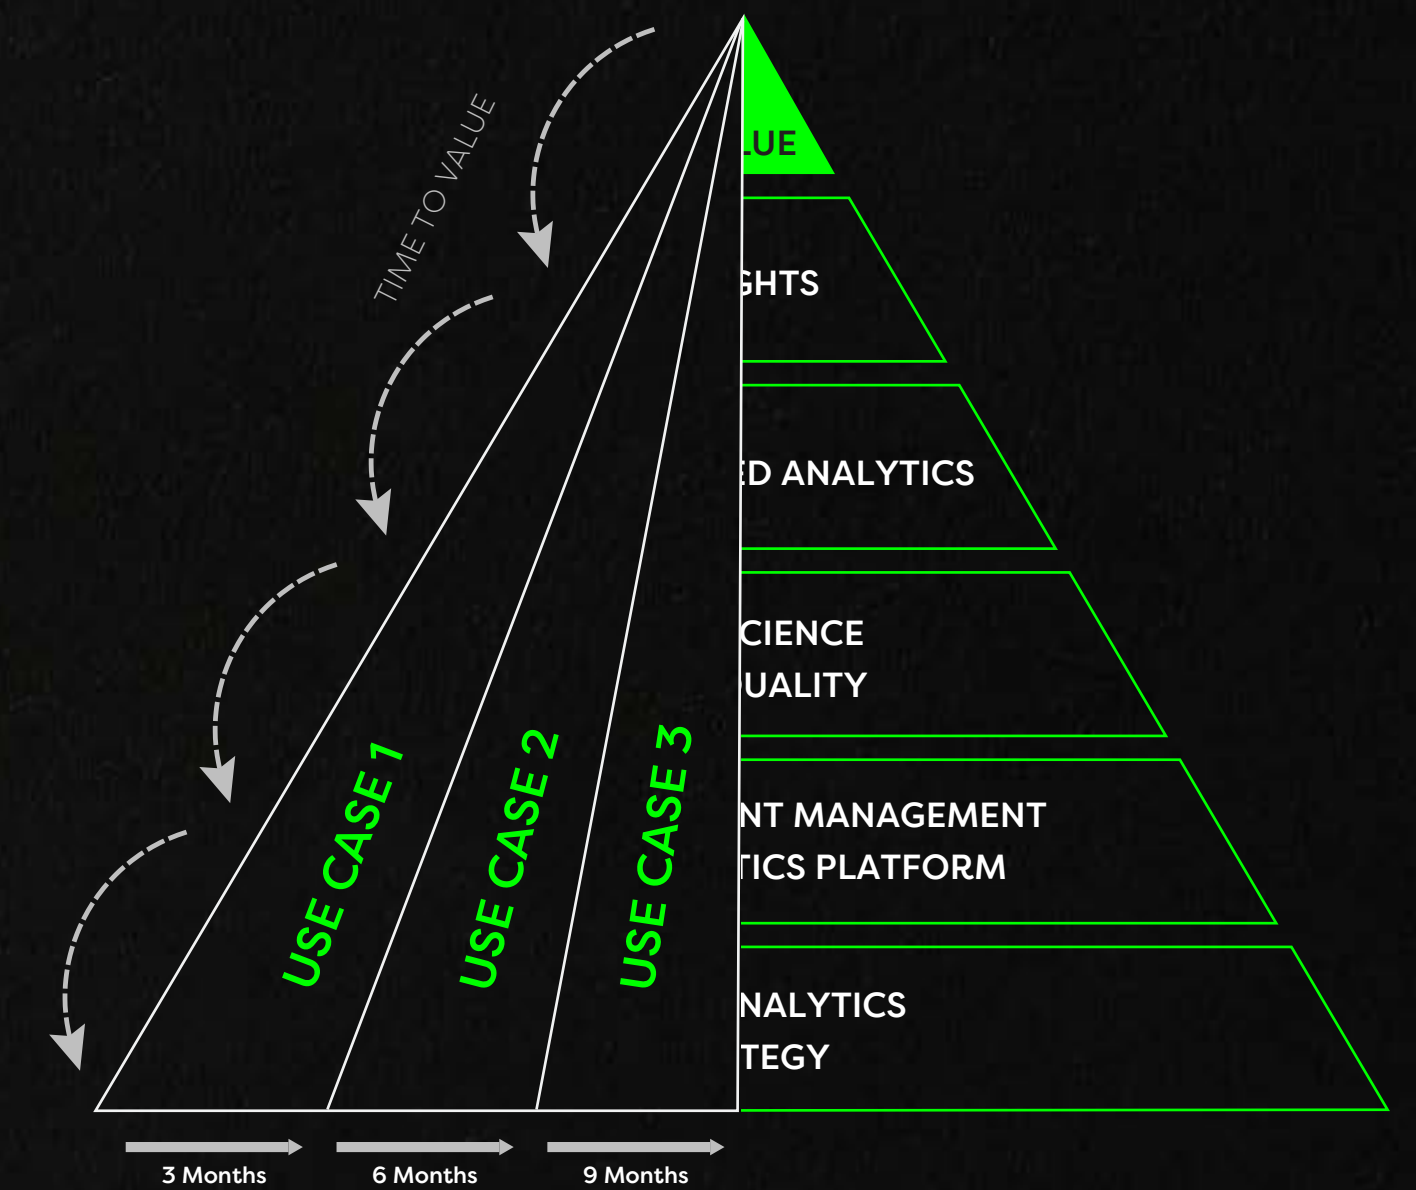 TIME TO VALUE
LUE
GHTS
ED ANALYTICS
CIENCE
QUALITY
NT MANAGEMENT
TICS PLATFORM
NALYTICS
TEGY
USE CASE 1
USE CASE 2
USE CASE 3
3 Months
6 Months
9 Months